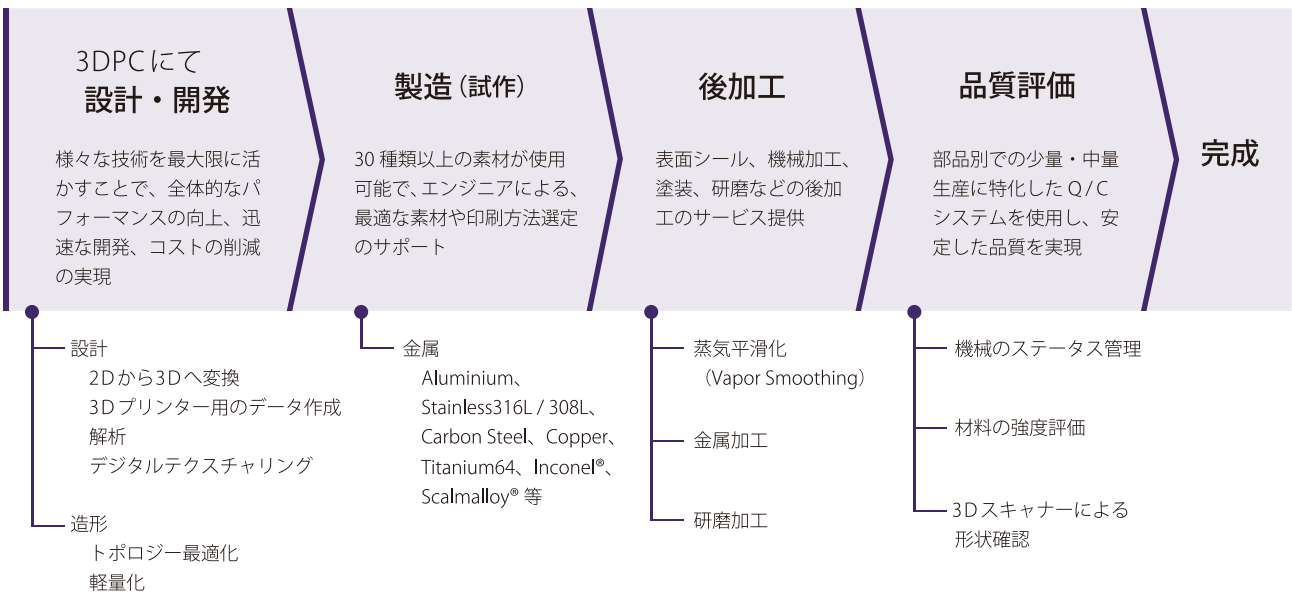 3DPCにて
設計・開発
様々な技術を最大限に活
かすことで、全体的なパ
フォーマンスの向上、迅
速な開発、コストの削減
の実現
製造(試作)
30 種類以上の素材が使用
可能で、エンジニアによる、
最適な素材や印刷方法選定
のサポート
後加工
表面シール、機械加工、
塗装、研磨などの後加
工のサービス提供
品質評価
部品別での少量・中量
生産に特化した Q/C
システムを使用し、安
定した品質を実現
完成
設計
2Dから3Dへ変換
3Dプリンター用のデータ作成
解析
デジタルテクスチャリング
造形
トポロジー最適化
軽量化
金属
Aluminium、
Stainless316L / 308L、
Carbon Steel、Copper、
Titanium64、Inconel®、
Scalmalloy® 等
蒸気平滑化
(Vapor Smoothing)
金属加工
研磨加工
機械のステータス管理
材料の強度評価
3Dスキャナーによる
形状確認